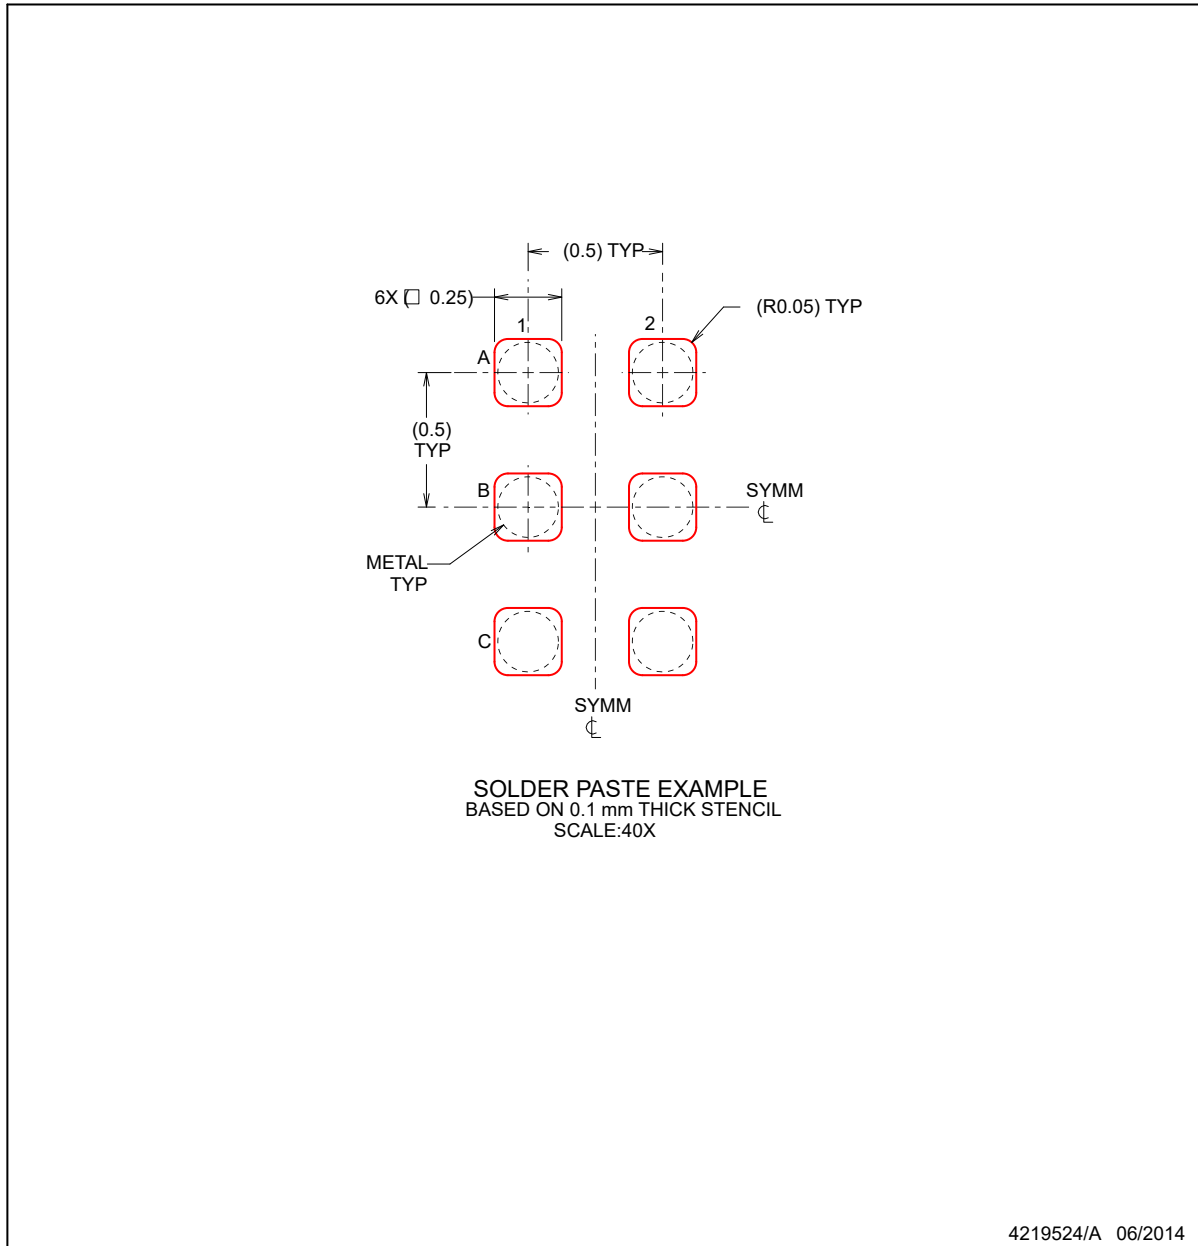 (0.5) TYP
6X (□ 0.25)
(R0.05) TYP
1
2
A
(0.5)
TYP
B
SYMM
℄
METAL
TYP
C
SYMM
℄
SOLDER PASTE EXAMPLE
BASED ON 0.1 mm THICK STENCIL
SCALE:40X
4219524/A 06/2014